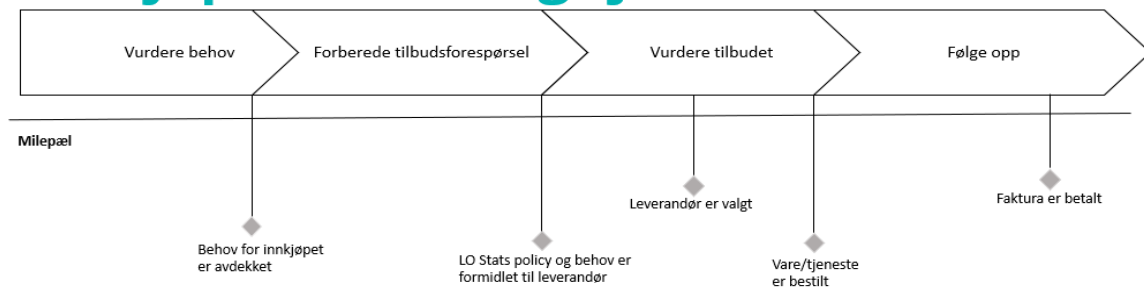 Vurdere behov
Forberede tilbudsforespørsel
Vurdere tilbudet
Følge opp
Milepæl
Leverandør er valgt
Faktura er betalt
Behov for innkjøpet
er avdekket
LO Stats policy og behov er
formidlet til leverandør
Vare/tjeneste
er bestilt